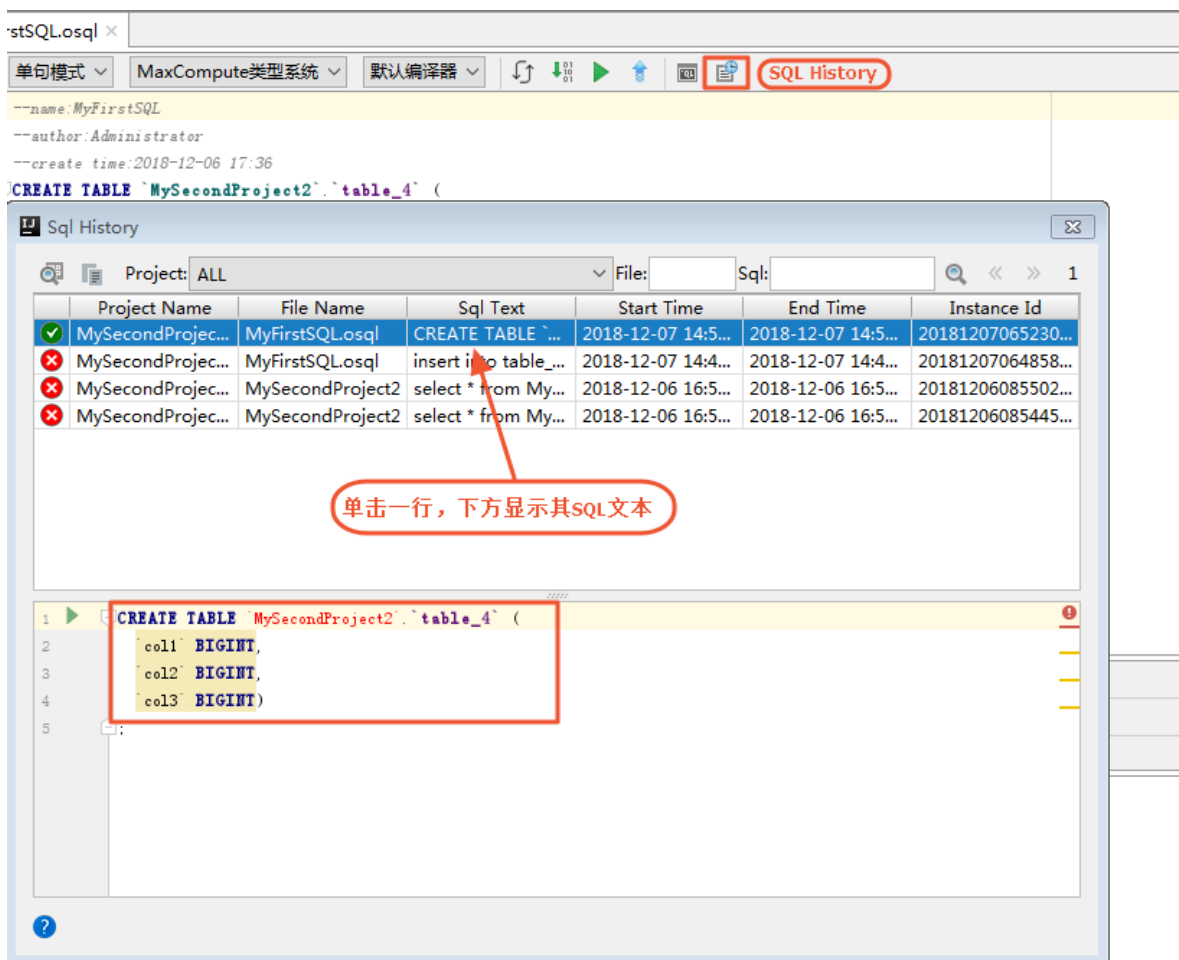 rstSQL.osql ×
单句模式 MaxCompute类型系统 默认编译器 SQL SQL History
--name:MyFirstSQL
--author:Administrator
--create time:2018-12-06 17:36
CREATE TABLE `MySecondProject2`.`table_4` (
Sql History
Project: ALL File: Sql: « » 1
Project Name File Name Sql Text Start Time End Time Instance Id
MySecondProjec... MyFirstSQL.osql CREATE TABLE `... 2018-12-07 14:5... 2018-12-07 14:5... 20181207065230...
MySecondProjec... MyFirstSQL.osql insert into table_... 2018-12-07 14:4... 2018-12-07 14:4... 20181207064858...
MySecondProjec... MySecondProject2 select * from My... 2018-12-06 16:5... 2018-12-06 16:5... 20181206085502...
MySecondProjec... MySecondProject2 select * from My... 2018-12-06 16:5... 2018-12-06 16:5... 20181206085445...
单击一行，下方显示其SQL文本
1 CREATE TABLE `MySecondProject2`.`table_4` (
2 `col1` BIGINT,
3 `col2` BIGINT,
4 `col3` BIGINT)
5 ;